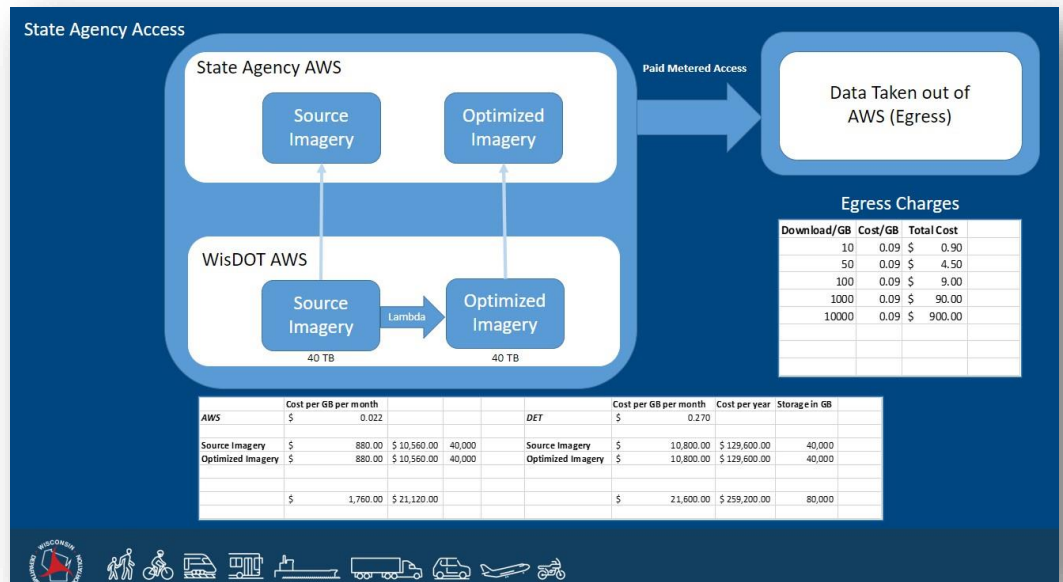 State Agency Access
State Agency AWS
Source
Imagery
Optimized
Imagery
Paid Metered Access
Data Taken out of
AWS (Egress)
WisDOT AWS
Source
Imagery
Lambda
Optimized
Imagery
40 TB
40 TB
Egress Charges
Download/GB Cost/GB Total Cost
10 0.09 $ 0.90
50 0.09 $ 4.50
100 0.09 $ 9.00
1000 0.09 $ 90.00
10000 0.09 $ 900.00
Cost per GB per month Cost per GB per month Cost per year Storage in GB
AWS $ 0.022 DET $ 0.270
Source Imagery $ 880.00 $ 10,560.00 40,000 Source Imagery $ 10,800.00 $ 129,600.00 40,000
Optimized Imagery $ 880.00 $ 10,560.00 40,000 Optimized Imagery $ 10,800.00 $ 129,600.00 40,000
$ 1,760.00 $ 21,120.00 $ 21,600.00 $ 259,200.00 80,000
WISCONSIN